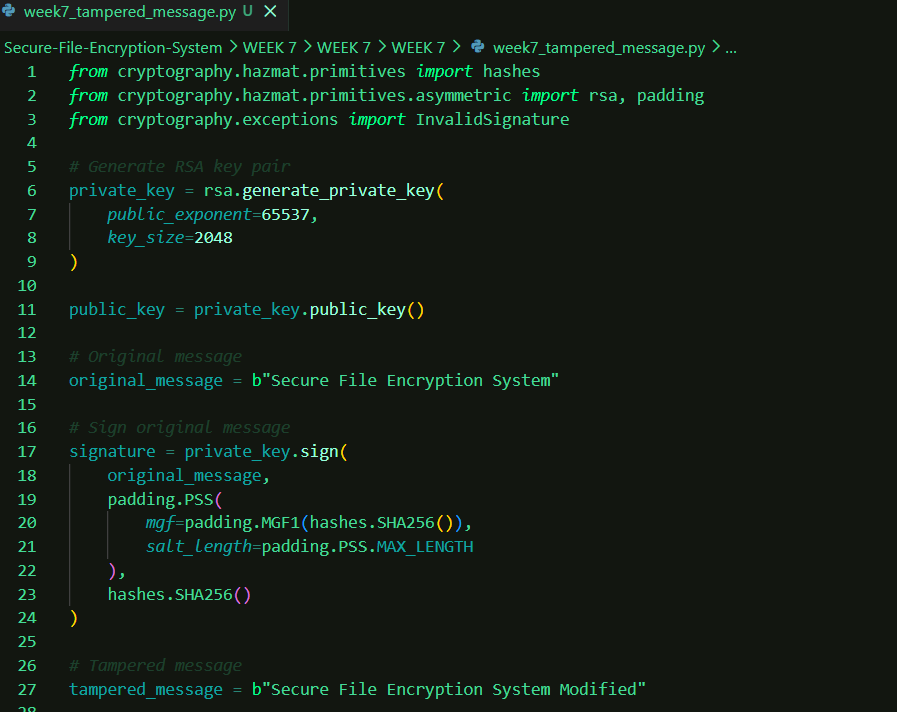 week7_tampered_message.py U ×
Secure-File-Encryption-System > WEEK 7 > WEEK 7 > WEEK 7 > week7_tampered_message.py > ...
1 from cryptography.hazmat.primitives import hashes
2 from cryptography.hazmat.primitives.asymmetric import rsa, padding
3 from cryptography.exceptions import InvalidSignature
4
5 # Generate RSA key pair
6 private_key = rsa.generate_private_key(
7     public_exponent=65537,
8     key_size=2048
9 )
10
11 public_key = private_key.public_key()
12
13 # Original message
14 original_message = b"Secure File Encryption System"
15
16 # Sign original message
17 signature = private_key.sign(
18     original_message,
19     padding.PSS(
20         mgf=padding.MGF1(hashes.SHA256()),
21         salt_length=padding.PSS.MAX_LENGTH
22     ),
23     hashes.SHA256()
24 )
25
26 # Tampered message
27 tampered_message = b"Secure File Encryption System Modified"
28